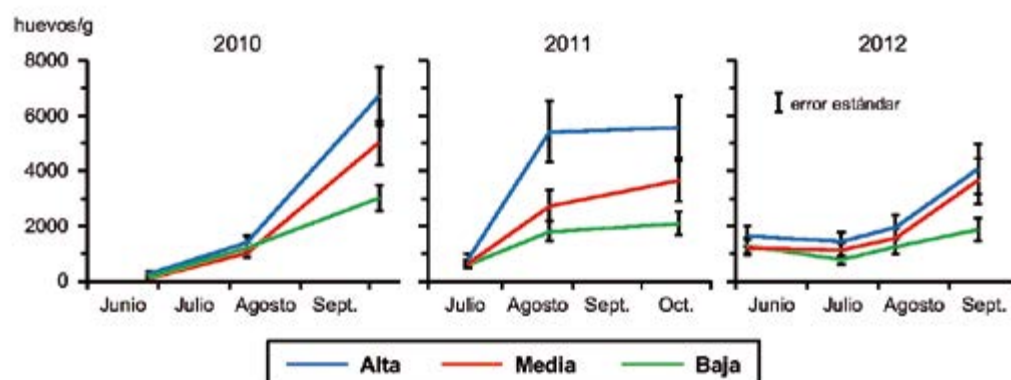 huevos/g
2010
2011
2012
8000
6000
4000
2000
0
error estándar
Junio Julio Agosto Sept.
Julio Agosto Sept. Oct.
Junio Julio Agosto Sept.
Alta Media Baja